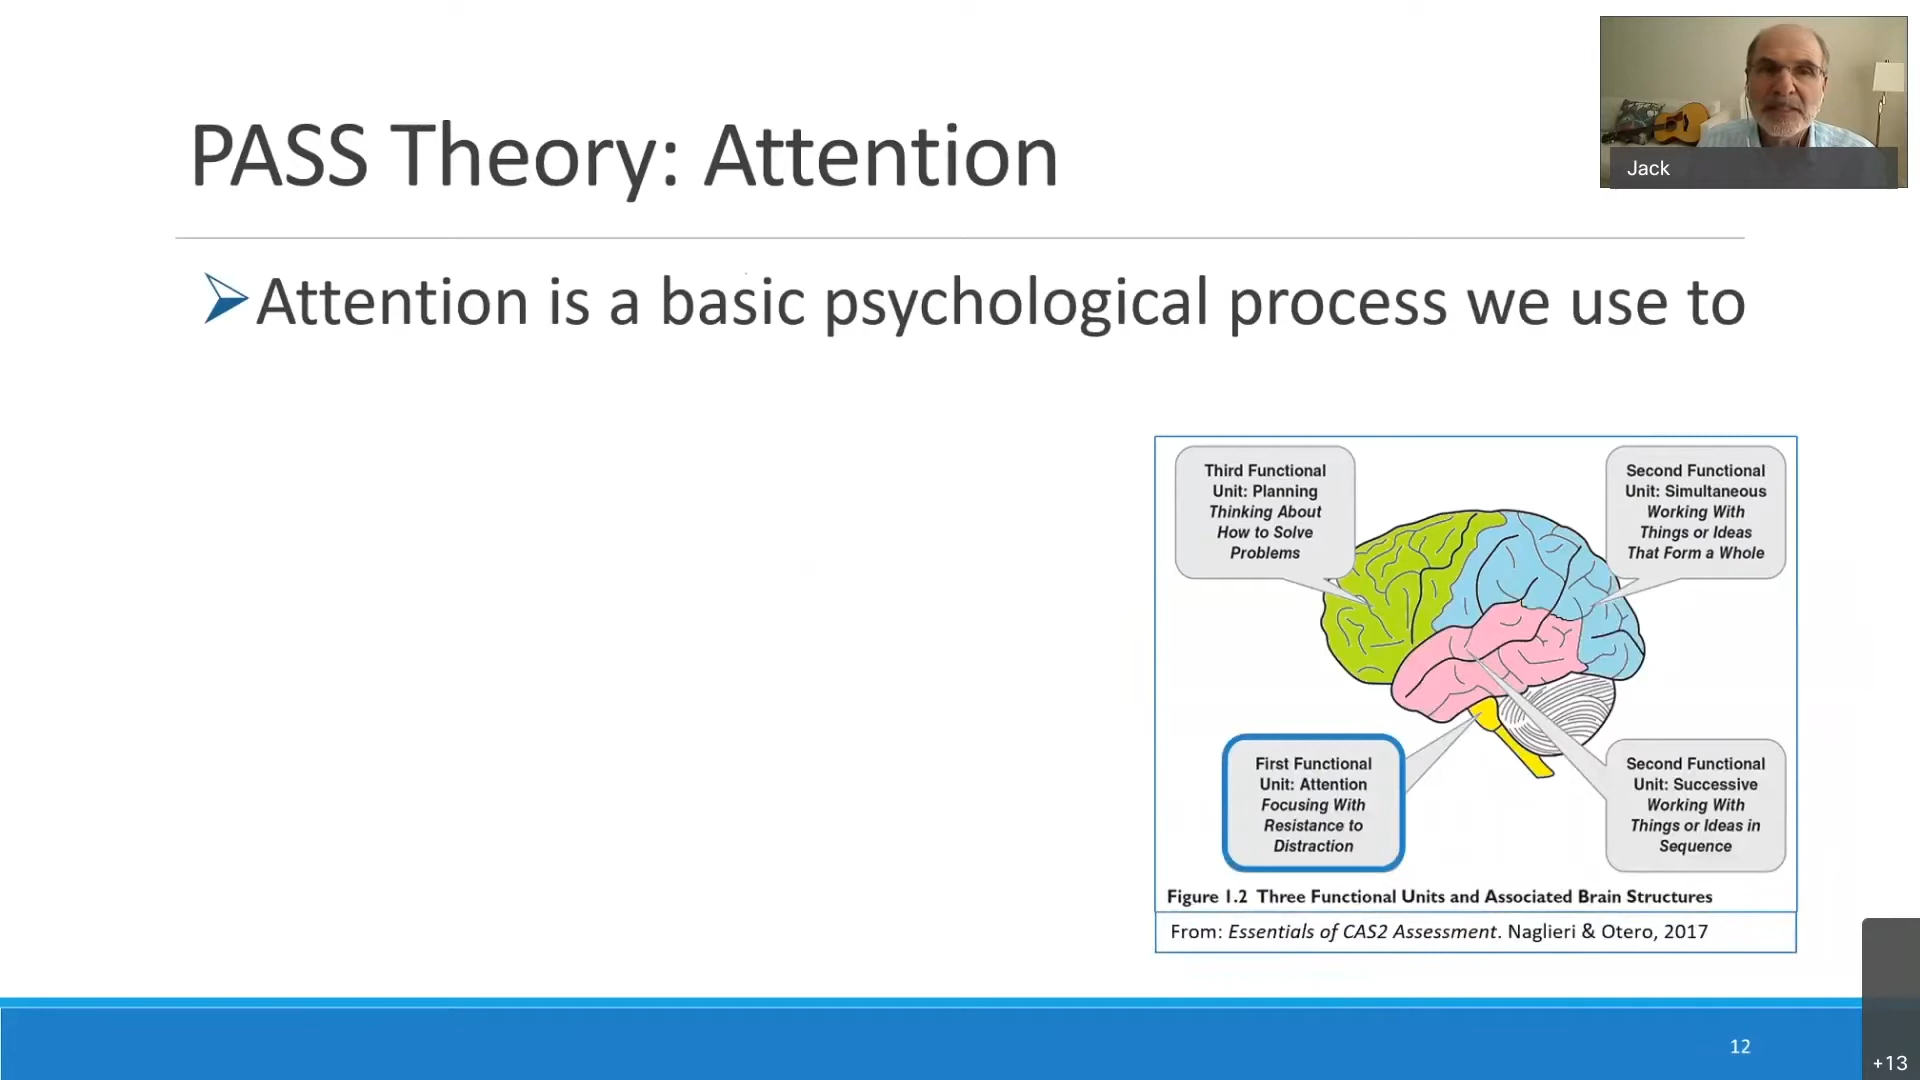 PASS Theory: Attention
Jack
Attention is a basic psychological process we use to
Third Functional
Unit: Planning
Thinking About
How to Solve
Problems
Second Functional
Unit: Simultaneous
Working With
Things or Ideas
That Form a Whole
First Functional
Unit: Attention
Focusing With
Resistance to
Distraction
Second Functional
Unit: Successive
Working With
Things or Ideas in
Sequence
Figure 1.2 Three Functional Units and Associated Brain Structures
From: Essentials of CAS2 Assessment. Naglieri & Otero, 2017
12
+13